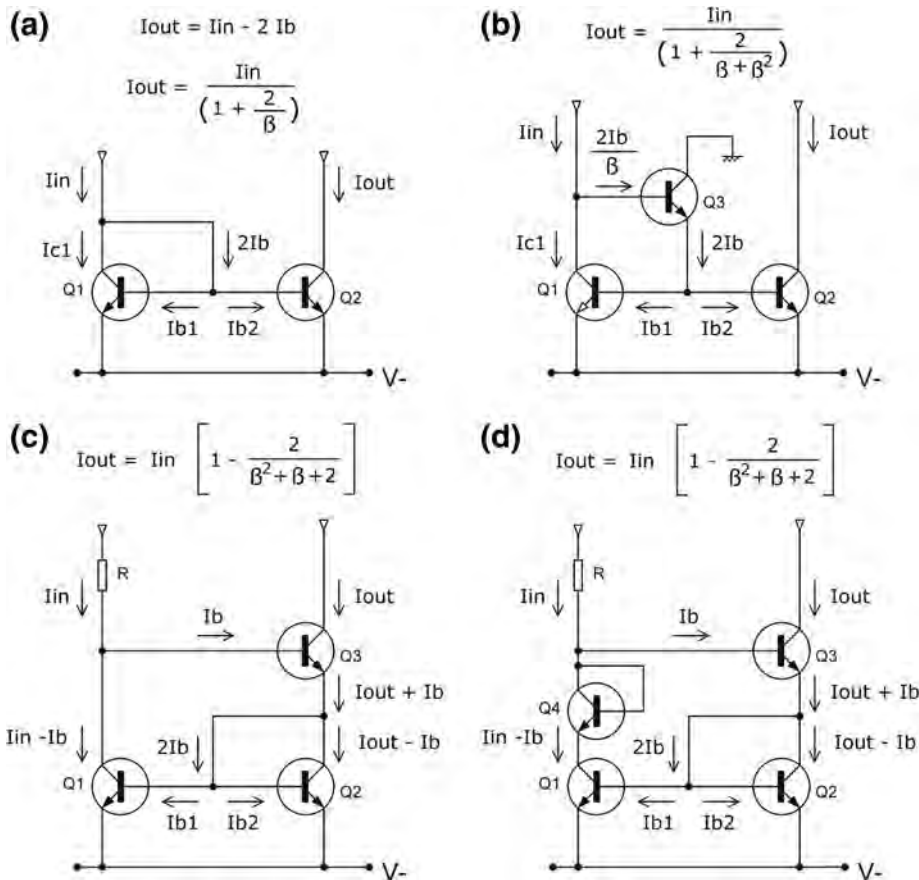 (a)
Iout = Iin - 2 Ib
Iout = Iin / (1 + 2/β)
Iin
Iout
Ic1
2Ib
Q1
Q2
Ib1
Ib2
V-
(b)
Iout = Iin / (1 + 2/(β + β²))
Iin
2Ib/β
Iout
Q3
Ic1
2Ib
Q1
Q2
Ib1
Ib2
V-
(c)
Iout = Iin [1 - 2/(β² + β + 2)]
R
Iin
Iout
Ib
Q3
Iout + Ib
Iin -Ib
2Ib
Iout - Ib
Q1
Q2
Ib1
Ib2
V-
(d)
Iout = Iin [1 - 2/(β² + β + 2)]
R
Iin
Iout
Ib
Q3
Q4
Iout + Ib
Iin -Ib
2Ib
Iout - Ib
Q1
Q2
Ib1
Ib2
V-